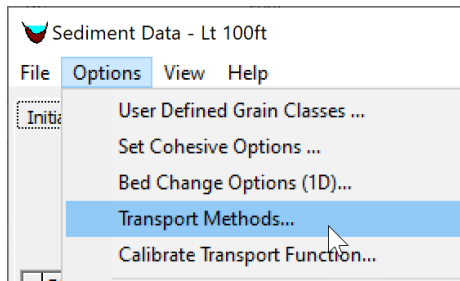 Sediment Data - Lt 100ft
File Options View Help
Initia
User Defined Grain Classes ...
Set Cohesive Options ...
Bed Change Options (1D)...
Transport Methods...
Calibrate Transport Function...